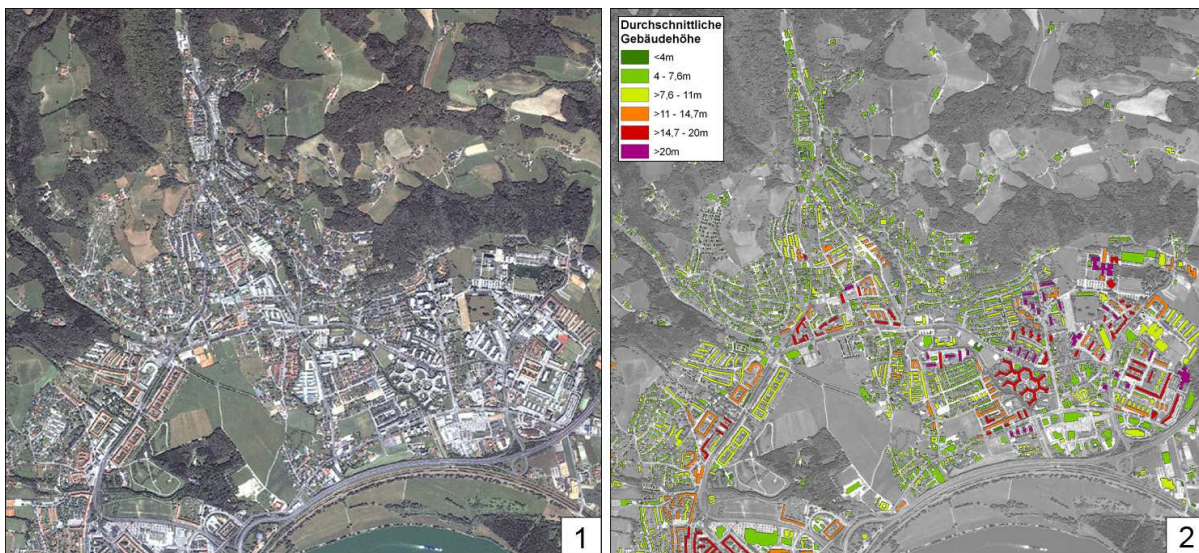 Durchschnittliche
Gebäudehöhe
<4m
4 - 7,6m
>7,6 - 11m
>11 - 14,7m
>14,7 - 20m
>20m
1
2